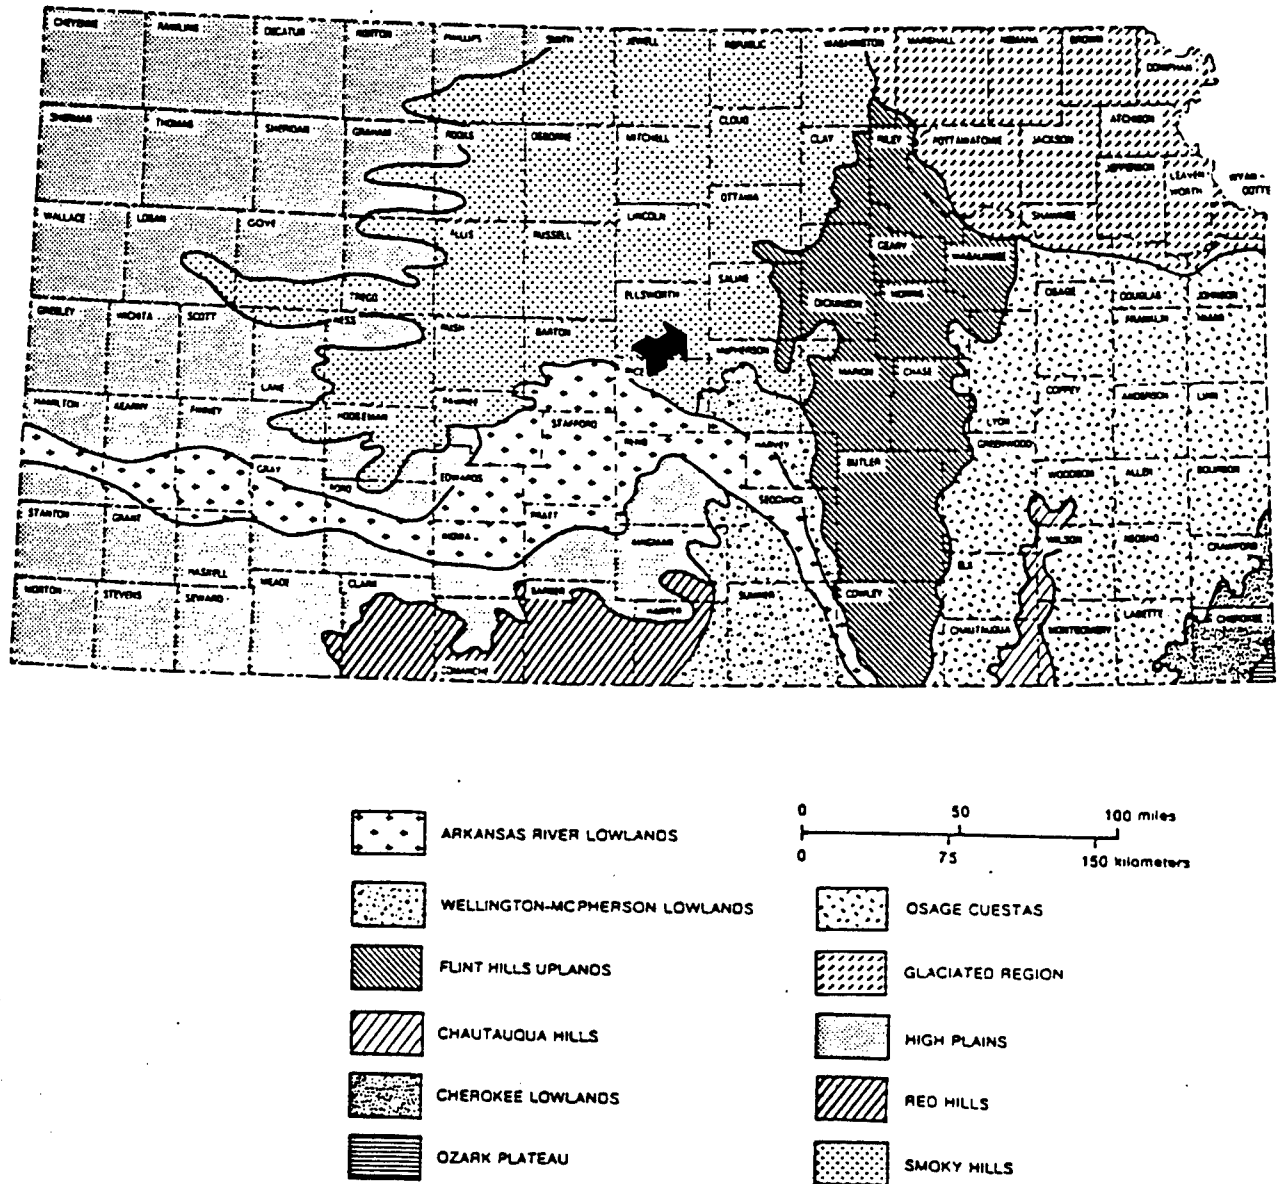 CHEYENNE RAWLINS DECATUR NORTON PHILLIPS SMITH JEWELL REPUBLIC WASHINGTON MARSHALL NEMAHA BROWN
DONIPHAN
SHERMAN THOMAS SHERIDAN GRAHAM ROOKS OSBORNE MITCHELL CLOUD CLAY RILEY POTTAWATOMIE JACKSON ATCHISON
JEFFERSON LEAVEN-
WORTH
WYAN-
DOTTE
WALLACE LOGAN GOVE TREGO ELLIS RUSSELL LINCOLN OTTAWA
SALINE DICKINSON GEARY MORRIS WABAUNSEE SHAWNEE
OSAGE DOUGLAS JOHNSON
FRANKLIN MIAMI
GREELEY WICHITA SCOTT LANE NESS RUSH BARTON ELLSWORTH
RICE MCPHERSON MARION CHASE
LYON COFFEY ANDERSON LINN
HAMILTON KEARNY FINNEY HODGEMAN PAWNEE STAFFORD RENO HARVEY
BUTLER GREENWOOD WOODSON ALLEN BOURBON
GRAY FORD EDWARDS
STANTON GRANT HASKELL KIOWA PRATT KINGMAN SEDGWICK
ELK WILSON NEOSHO CRAWFORD
MORTON STEVENS SEWARD MEADE CLARK COMANCHE BARBER HARPER SUMNER COWLEY
CHAUTAUQUA MONTGOMERY LABETTE CHEROKEE
0 50 100 miles
0 75 150 kilometers
ARKANSAS RIVER LOWLANDS
WELLINGTON-MCPHERSON LOWLANDS
FLINT HILLS UPLANDS
CHAUTAUQUA HILLS
CHEROKEE LOWLANDS
OZARK PLATEAU
OSAGE CUESTAS
GLACIATED REGION
HIGH PLAINS
RED HILLS
SMOKY HILLS